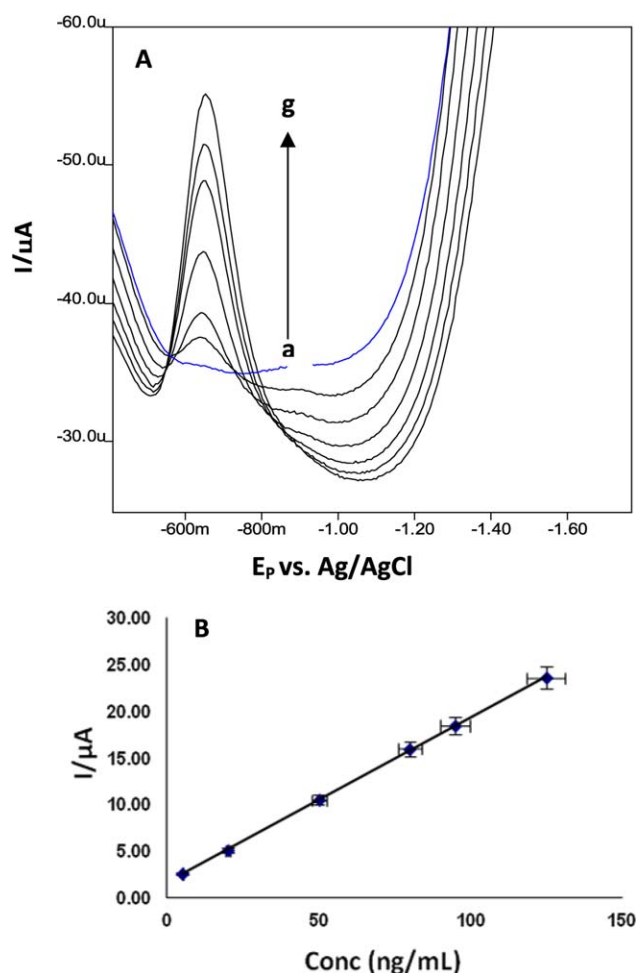 -60.0u
A
g
-50.0u
I/µA
-40.0u
a
-30.0u
-600m -800m -1.00 -1.20 -1.40 -1.60
E_P vs. Ag/AgCl
30.00
B
25.00
20.00
I/µA
15.00
10.00
5.00
0.00
0 50 100 150
Conc (ng/mL)